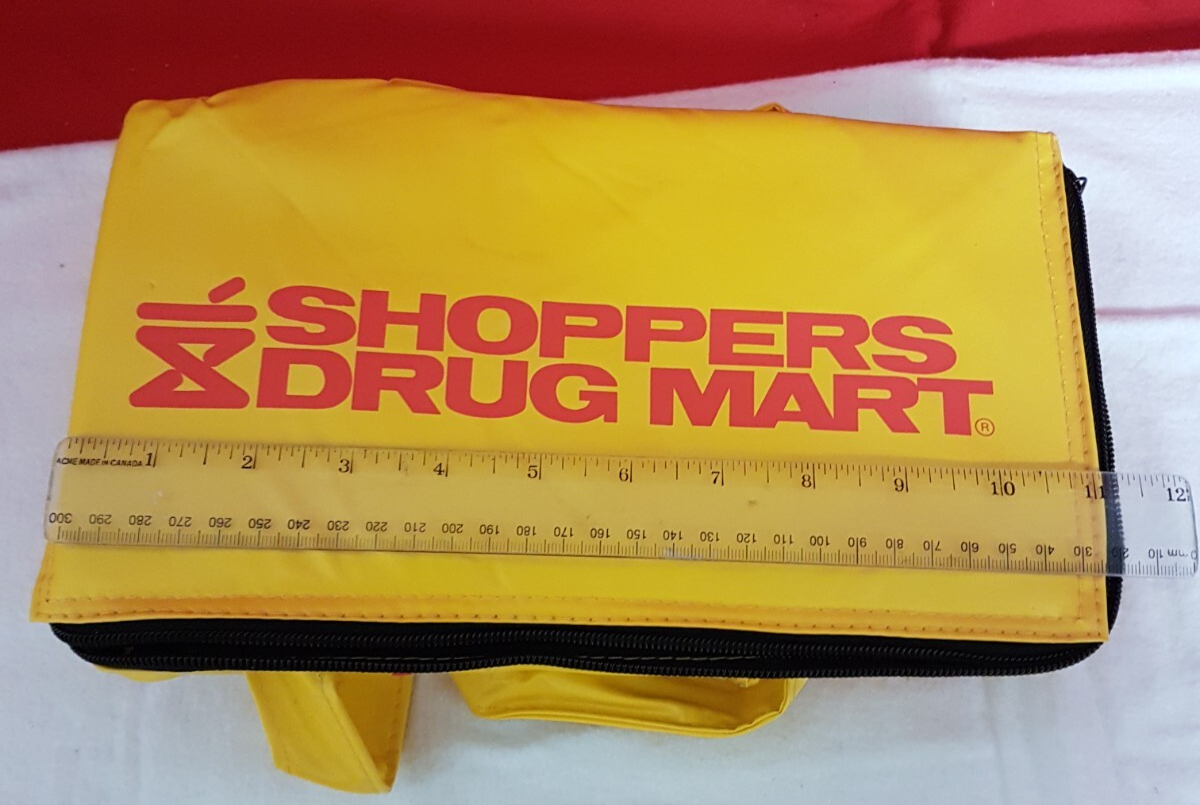 SHOPPERS
DRUG MART®
1 2 3 4 5 6 7 8 9 10 11 12
ACME MADE IN CANADA
300 290 280 270 260 250 240 230 220 210 200 190 180 170 160 150 140 130 120 110 100 90 80 70 60 50 40 30 20 mm 10 0